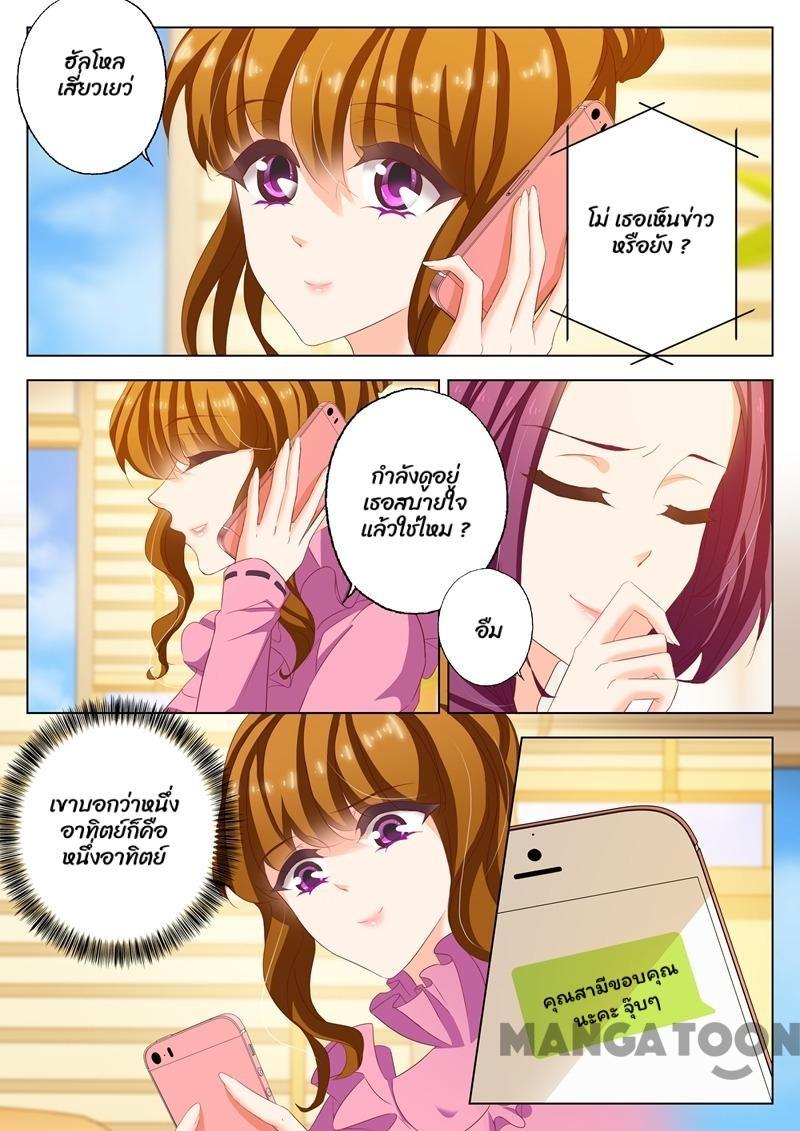 ฮัลโหล
เสี่ยวเยว่
โม่ เธอเห็นข่าว
หรือยัง ?
กำลังดูอยู่
เธอสบายใจ
แล้วใช่ไหม ?
อืม
เขาบอกว่าหนึ่ง
อาทิตย์ก็คือ
หนึ่งอาทิตย์
คุณสามีขอบคุณ
นะคะ จุ๊บๆ
MANGATOON